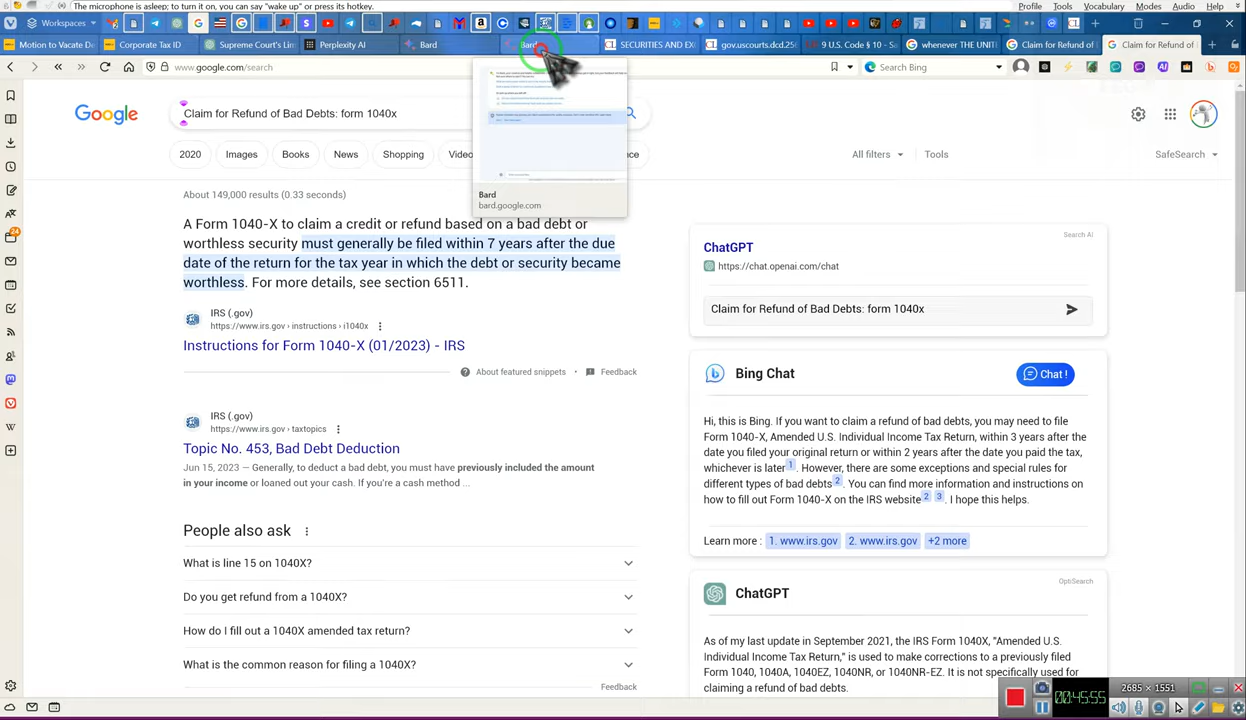 The microphone is asleep; to turn it on, you can say "wake up" or press its hotkey.
Profile Tools Vocabulary Modes Audio Help
Workspaces
Motion to Vacate De
Corporate Tax ID
Supreme Court's Lim
Perplexity AI
Bard
Bard
SECURITIES AND EX
gov.uscourts.dcd.256
9 U.S. Code § 10 - S
whenever THE UNIT
Claim for Refund of
Claim for Refund of
www.google.com/search
Search Bing
Google
Claim for Refund of Bad Debts: form 1040x
2020
Images
Books
News
Shopping
Video
All filters
Tools
SafeSearch
Bard
bard.google.com
About 149,000 results (0.33 seconds)
A Form 1040-X to claim a credit or refund based on a bad debt or
worthless security must generally be filed within 7 years after the due
date of the return for the tax year in which the debt or security became
worthless. For more details, see section 6511.
IRS (.gov)
https://www.irs.gov › instructions › i1040x
Instructions for Form 1040-X (01/2023) - IRS
About featured snippets • Feedback
IRS (.gov)
https://www.irs.gov › taxtopics
Topic No. 453, Bad Debt Deduction
Jun 15, 2023 — Generally, to deduct a bad debt, you must have previously included the amount
in your income or loaned out your cash. If you're a cash method ...
People also ask
What is line 15 on 1040X?
Do you get refund from a 1040X?
How do I fill out a 1040X amended tax return?
What is the common reason for filing a 1040X?
Feedback
Search AI
ChatGPT
https://chat.openai.com/chat
Claim for Refund of Bad Debts: form 1040x
Bing Chat
Chat !
Hi, this is Bing. If you want to claim a refund of bad debts, you may need to file
Form 1040-X, Amended U.S. Individual Income Tax Return, within 3 years after the
date you filed your original return or within 2 years after the date you paid the tax,
whichever is later 1. However, there are some exceptions and special rules for
different types of bad debts 2. You can find more information and instructions on
how to fill out Form 1040-X on the IRS website 2 3. I hope this helps.
Learn more : 1. www.irs.gov 2. www.irs.gov +2 more
OptiSearch
ChatGPT
As of my last update in September 2021, the IRS Form 1040X, "Amended U.S.
Individual Income Tax Return," is used to make corrections to a previously filed
Form 1040, 1040A, 1040EZ, 1040NR, or 1040NR-EZ. It is not specifically used for
claiming a refund of bad debts.
00:45:55
2685 × 1551